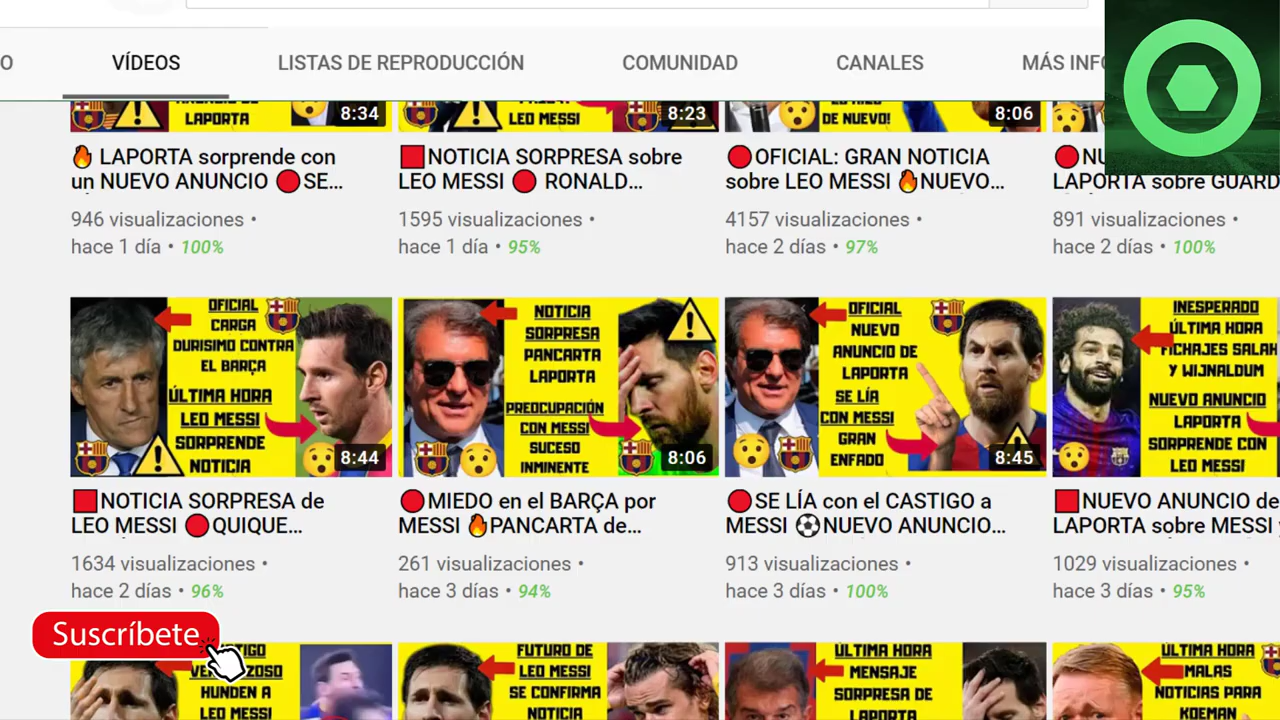 O
VÍDEOS
LISTAS DE REPRODUCCIÓN
COMUNIDAD
CANALES
MÁS INFO
LAPORTA
8:34
LEO MESSI
8:23
DE NUEVO!
8:06
🔥 LAPORTA sorprende con
un NUEVO ANUNCIO 🔴SE...
946 visualizaciones •
hace 1 día • 100%
🟥NOTICIA SORPRESA sobre
LEO MESSI 🔴 RONALD...
1595 visualizaciones •
hace 1 día • 95%
🔴OFICIAL: GRAN NOTICIA
sobre LEO MESSI 🔥NUEVO...
4157 visualizaciones •
hace 2 días • 97%
🔴NU
LAPORTA sobre GUARD
891 visualizaciones •
hace 2 días • 100%
OFICIAL
CARGA
DURISIMO CONTRA
EL BARÇA
ÚLTIMA HORA
LEO MESSI
SORPRENDE
NOTICIA
8:44
NOTICIA
SORPRESA
PANCARTA
LAPORTA
PREOCUPACIÓN
CON MESSI
SUCESO
INMINENTE
8:06
OFICIAL
NUEVO
ANUNCIO DE
LAPORTA
SE LÍA
CON MESSI
GRAN
ENFADO
8:45
INESPERADO
ÚLTIMA HORA
FICHAJES SALAH
Y WIJNALDUM
NUEVO ANUNCIO
LAPORTA
SORPRENDE CON
LEO MESSI
🟥NOTICIA SORPRESA de
LEO MESSI 🔴QUIQUE...
1634 visualizaciones •
hace 2 días • 96%
🔴MIEDO en el BARÇA por
MESSI 🔥PANCARTA de...
261 visualizaciones •
hace 3 días • 94%
🔴SE LÍA con el CASTIGO a
MESSI ⚽NUEVO ANUNCIO...
913 visualizaciones •
hace 3 días • 100%
🟥NUEVO ANUNCIO de
LAPORTA sobre MESSI y
1029 visualizaciones •
hace 3 días • 95%
Suscríbete
HUNDEN A
LEO MESSI
FUTURO DE
LEO MESSI
SE CONFIRMA
NOTICIA
ÚLTIMA HORA
MENSAJE
SORPRESA DE
LAPORTA
ÚLTIMA HORA
MALAS
NOTICIAS PARA
KOEMAN